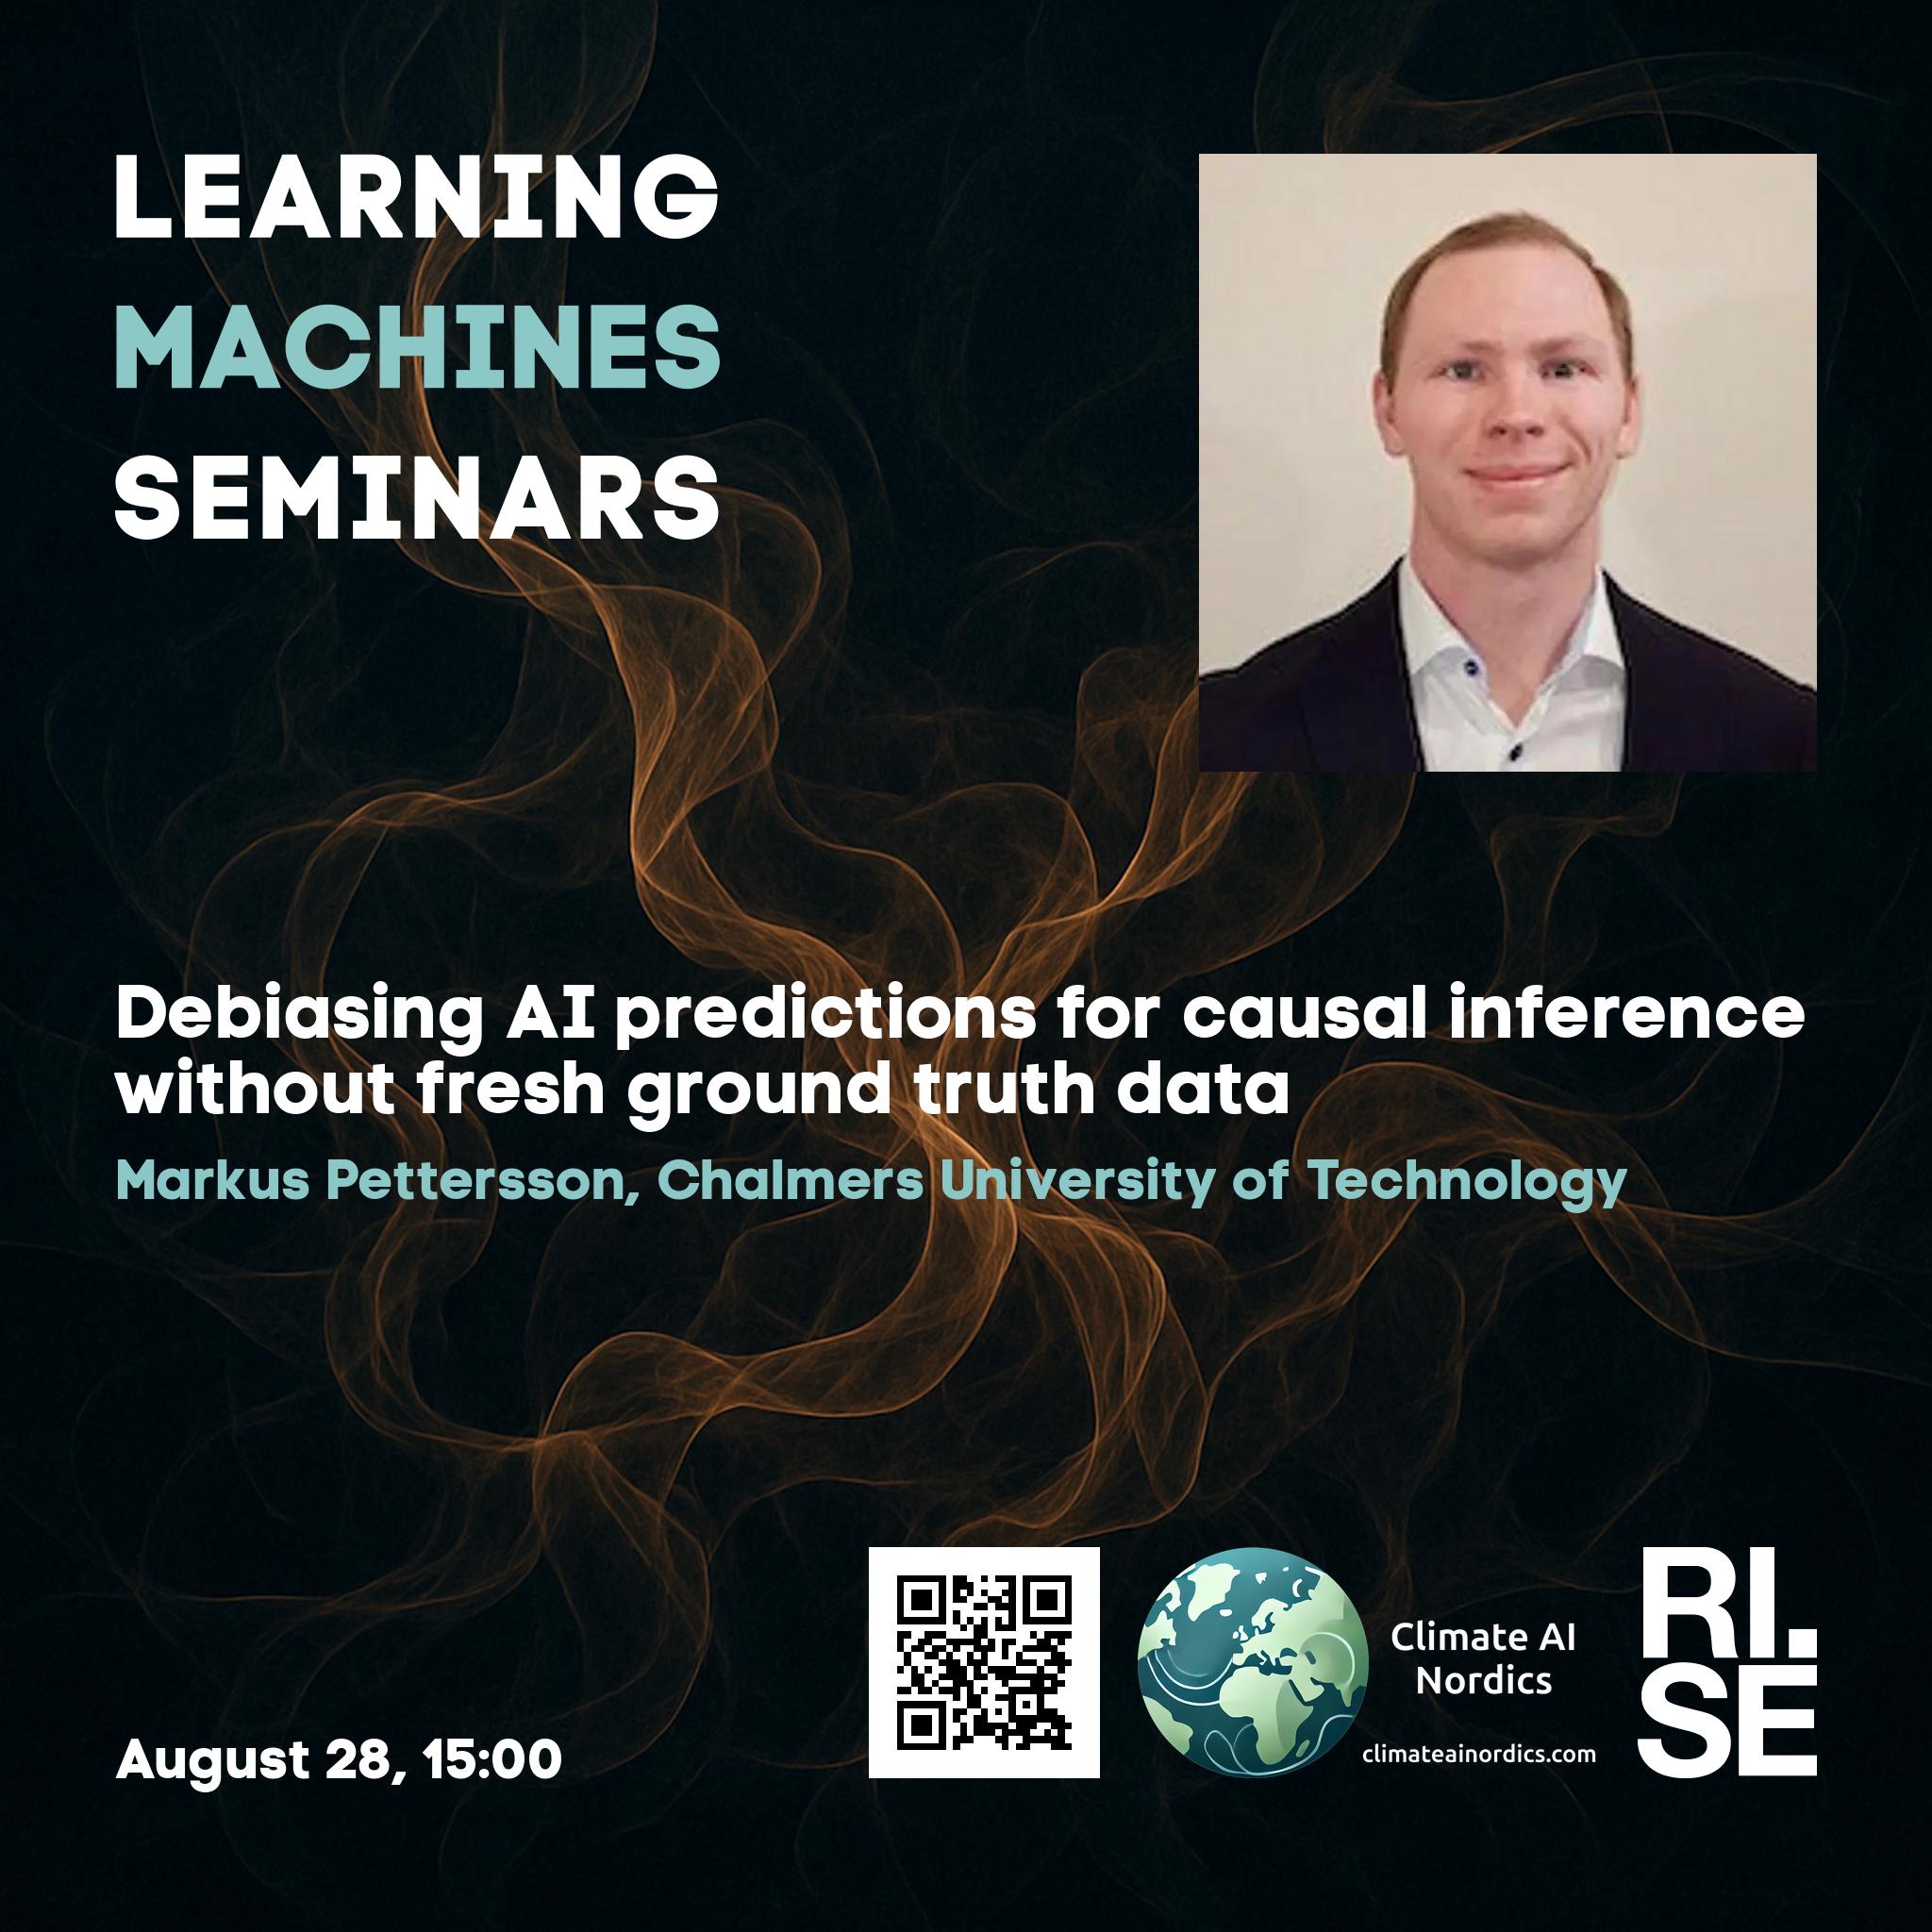 LEARNING
MACHINES
SEMINARS
Debiasing AI predictions for causal inference
without fresh ground truth data
Markus Pettersson, Chalmers University of Technology
August 28, 15:00
Climate AI
Nordics
climateainordics.com
RI.
SE